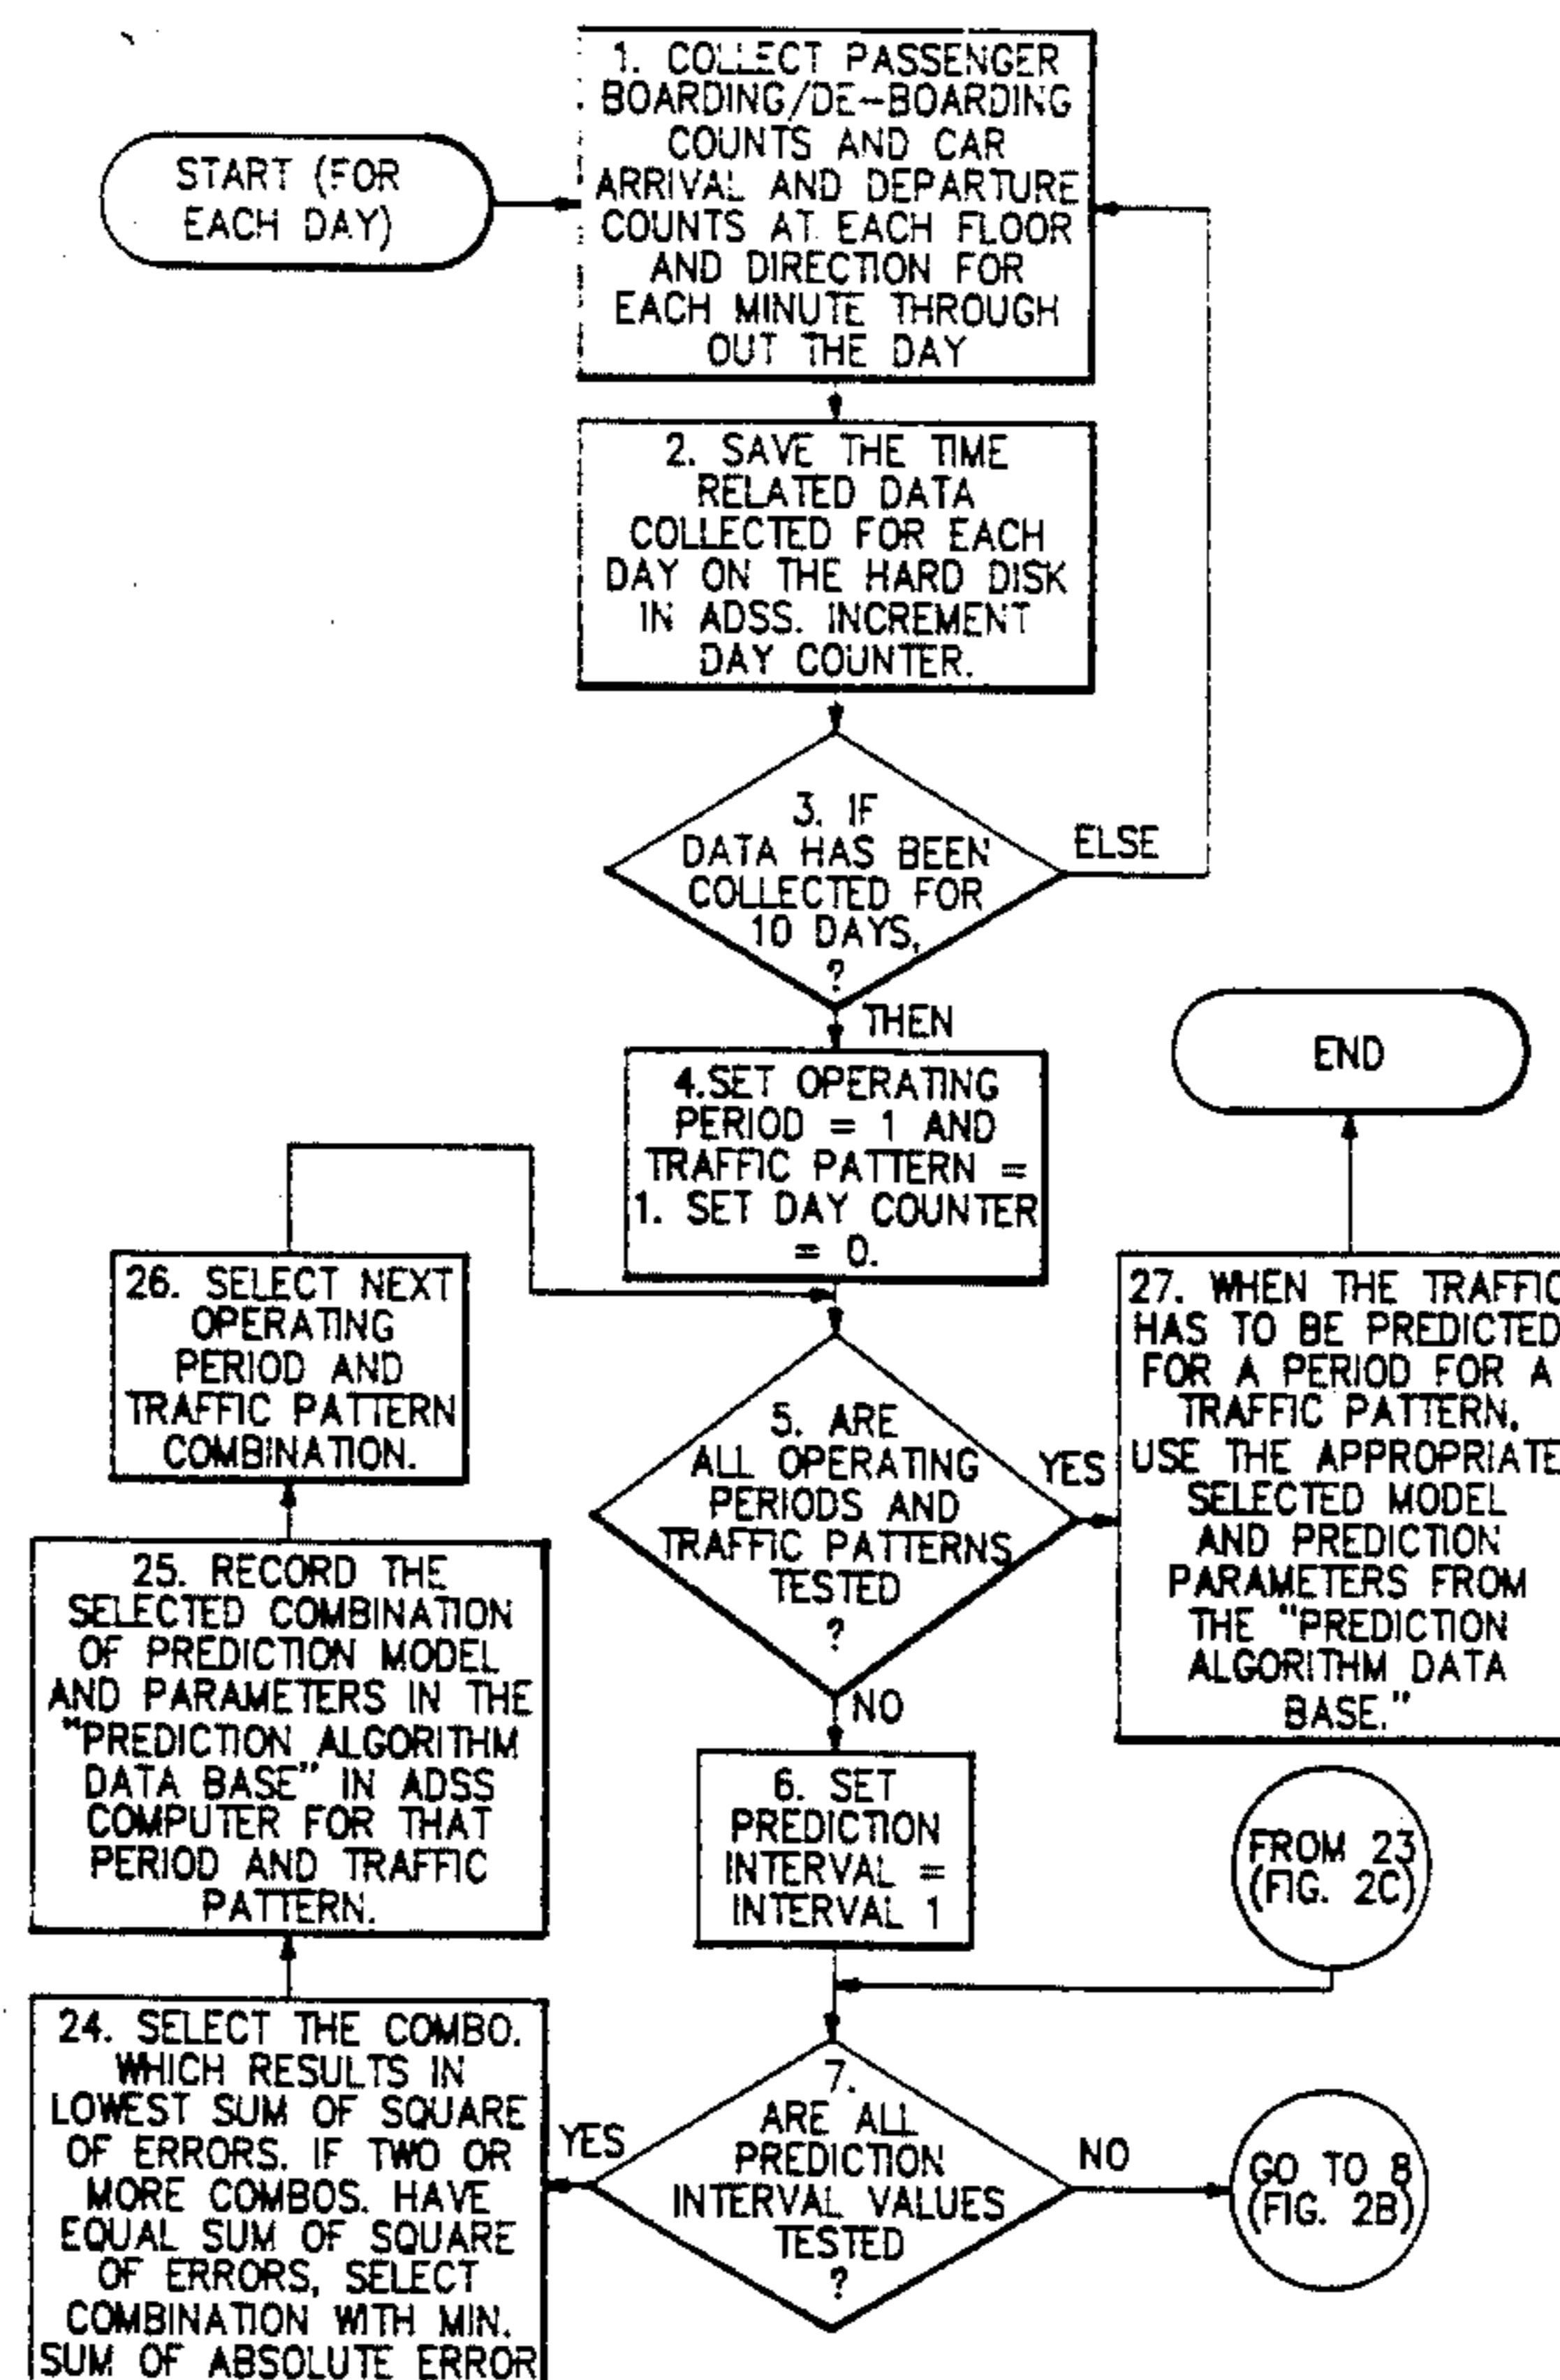 START (FOR
EACH DAY)
1. COLLECT PASSENGER
BOARDING/DE-BOARDING
COUNTS AND CAR
ARRIVAL AND DEPARTURE
COUNTS AT EACH FLOOR
AND DIRECTION FOR
EACH MINUTE THROUGH
OUT THE DAY
2. SAVE THE TIME
RELATED DATA
COLLECTED FOR EACH
DAY ON THE HARD DISK
IN ADSS. INCREMENT
DAY COUNTER.
3. IF
DATA HAS BEEN
COLLECTED FOR
10 DAYS,
?
ELSE
THEN
4.SET OPERATING
PERIOD = 1 AND
TRAFFIC PATTERN =
1. SET DAY COUNTER
= 0.
5. ARE
ALL OPERATING
PERIODS AND
TRAFFIC PATTERNS
TESTED
?
YES
NO
27. WHEN THE TRAFFIC
HAS TO BE PREDICTED
FOR A PERIOD FOR A
TRAFFIC PATTERN,
USE THE APPROPRIATE
SELECTED MODEL
AND PREDICTION
PARAMETERS FROM
THE "PREDICTION
ALGORITHM DATA
BASE."
END
6. SET
PREDICTION
INTERVAL =
INTERVAL 1
FROM 23
(FIG. 2C)
7.
ARE ALL
PREDICTION
INTERVAL VALUES
TESTED
?
NO
GO TO 8
(FIG. 2B)
YES
24. SELECT THE COMBO.
WHICH RESULTS IN
LOWEST SUM OF SQUARE
OF ERRORS. IF TWO OR
MORE COMBOS. HAVE
EQUAL SUM OF SQUARE
OF ERRORS, SELECT
COMBINATION WITH MIN.
SUM OF ABSOLUTE ERROR
25. RECORD THE
SELECTED COMBINATION
OF PREDICTION MODEL
AND PARAMETERS IN THE
"PREDICTION ALGORITHM
DATA BASE" IN ADSS
COMPUTER FOR THAT
PERIOD AND TRAFFIC
PATTERN.
26. SELECT NEXT
OPERATING
PERIOD AND
TRAFFIC PATTERN
COMBINATION.